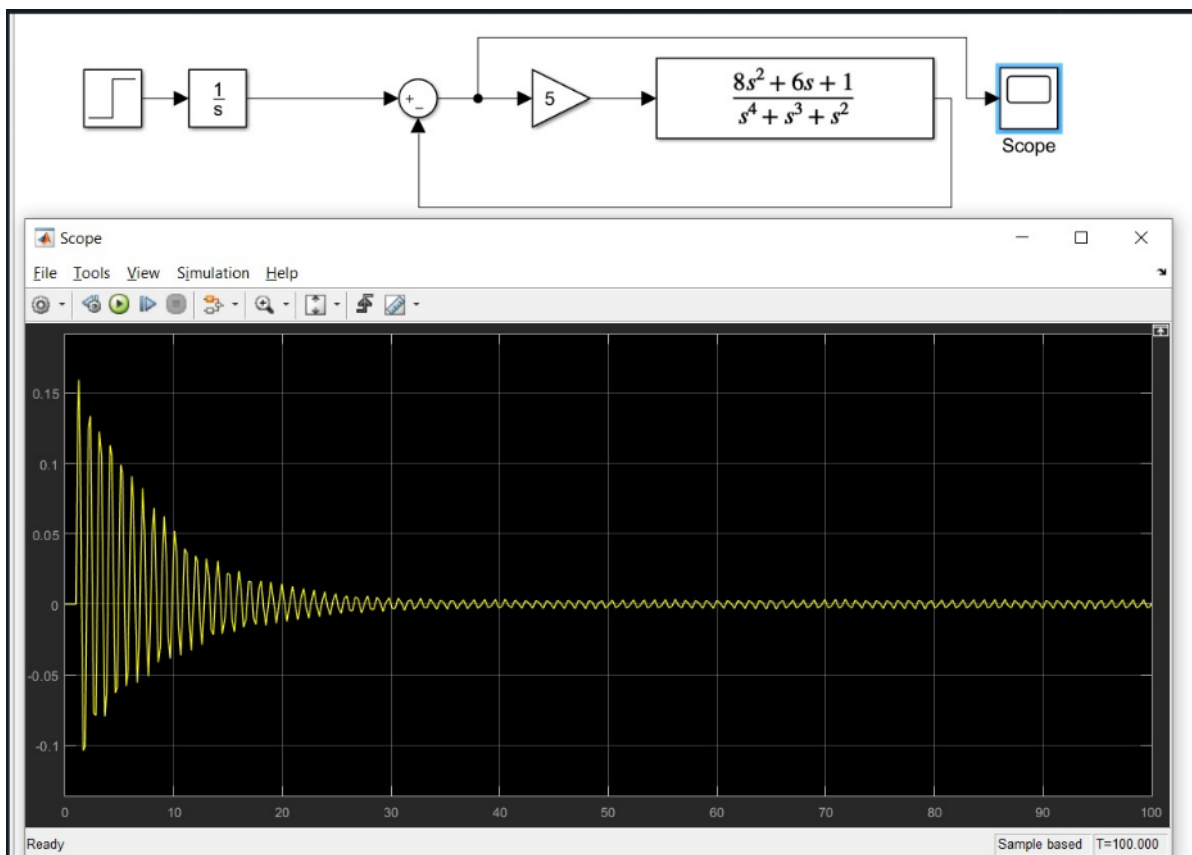 1
s
+
−
5
8s² + 6s + 1
s⁴ + s³ + s²
Scope
Scope
File Tools View Simulation Help
0.15
0.1
0.05
0
-0.05
-0.1
0 10 20 30 40 50 60 70 80 90 100
Ready Sample based T=100.000